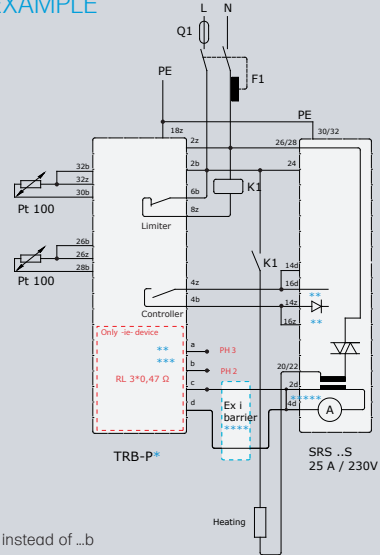 EXAMPLE
L N
Q1
F1
PE
PE
18z
30/32
2z
26/28
2b
24
32b
32z
30b
Pt 100
6b
8z
K1
Limiter
26b
26z
28b
Pt 100
K1
14d
4z
16d
4b
14z
16z
Controller
**
**
Only -ie- device
**
***
RL 3*0,47 Ω
a
PH 3
b
PH 2
c
d
20/22
2d
*****
4d
A
Ex i
barrier
****
TRB-P*
SRS ..S
25 A / 230V
Heating
instead of ...b